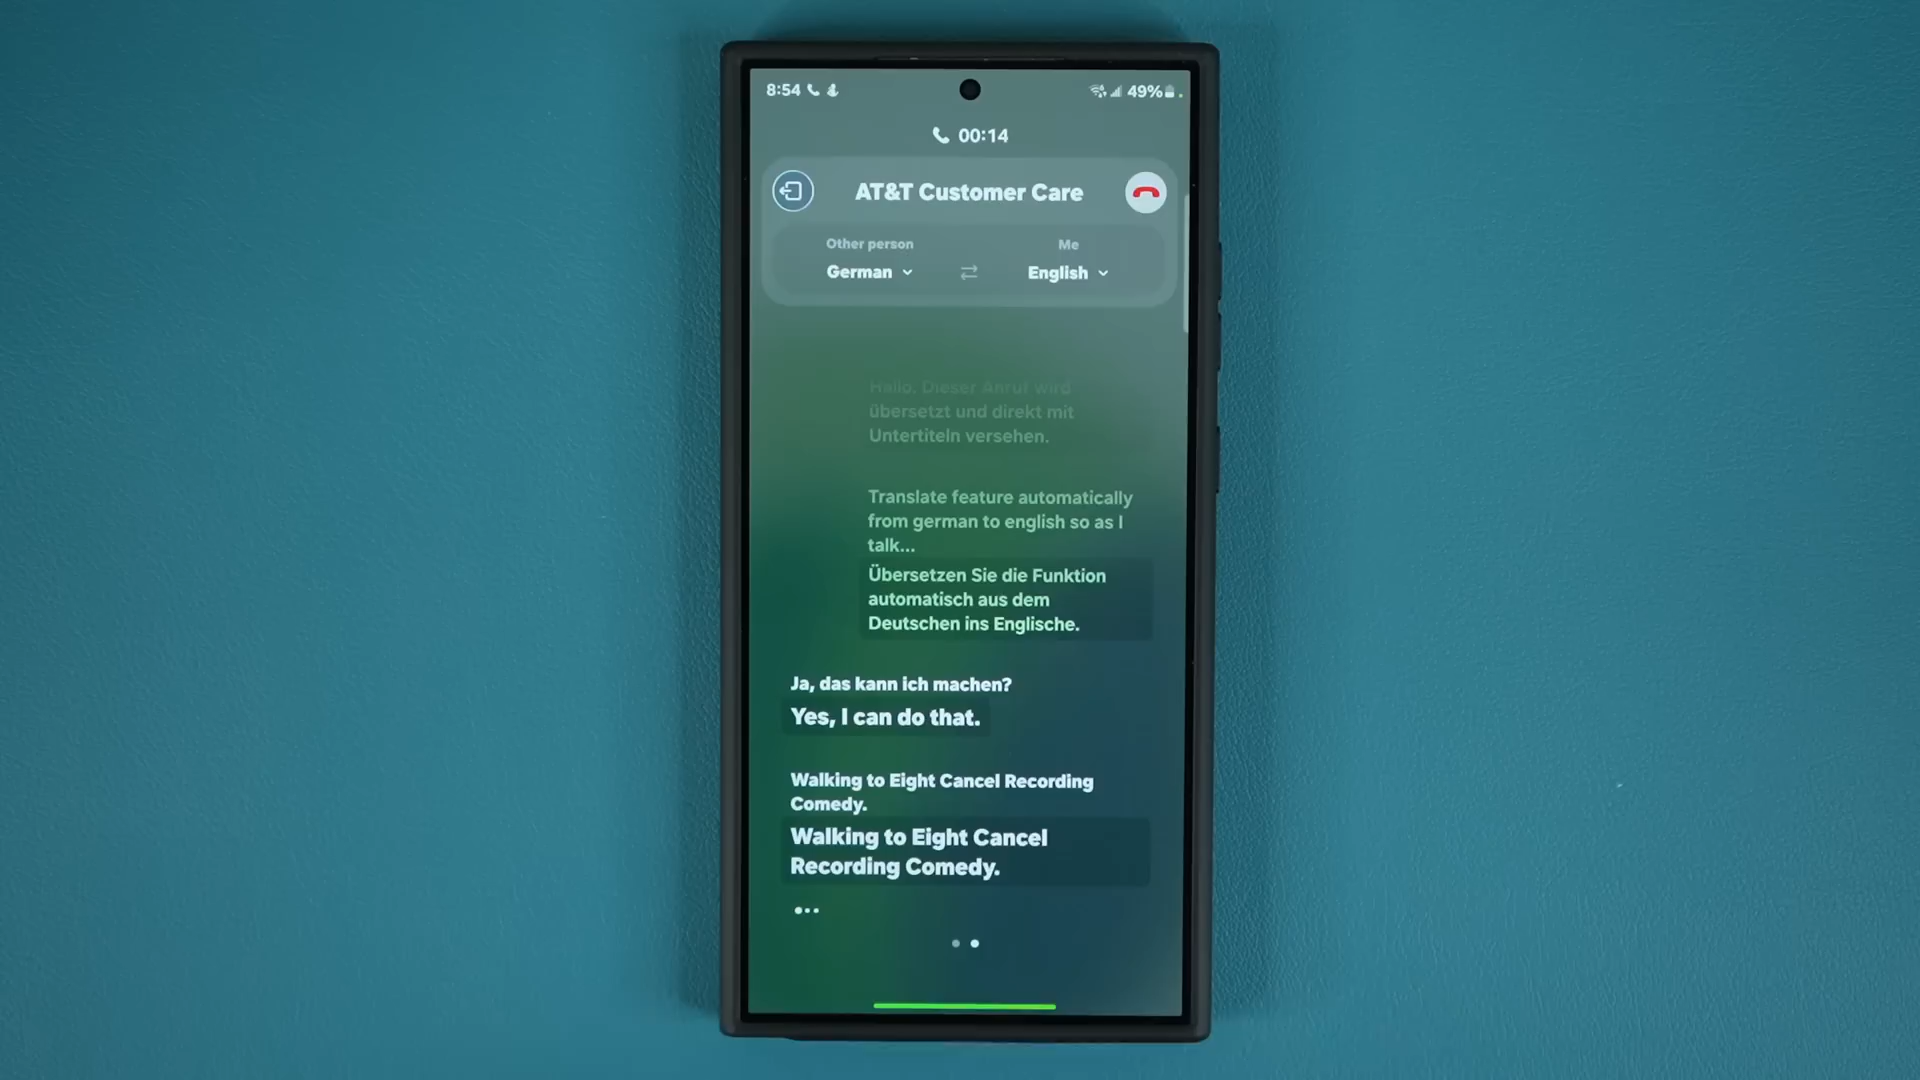 8:54
49%
00:14
AT&T Customer Care
Other person
Me
German
English
Hallo. Dieser Anruf wird
übersetzt und direkt mit
Untertiteln versehen.
Translate feature automatically
from german to english so as I
talk...
Übersetzen Sie die Funktion
automatisch aus dem
Deutschen ins Englische.
Ja, das kann ich machen?
Yes, I can do that.
Walking to Eight Cancel Recording
Comedy.
Walking to Eight Cancel
Recording Comedy.